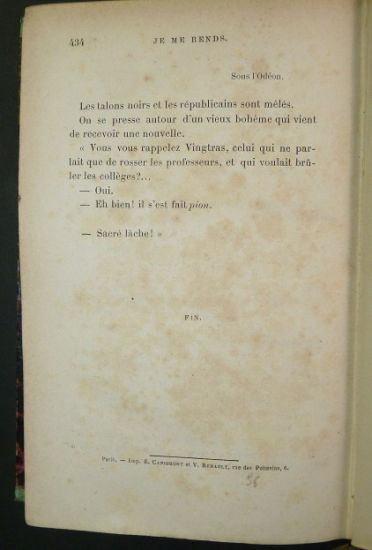 434 JE ME RENDS.
Sous l'Odéon.
Les talons noirs et les républicains sont mêlés.
On se presse autour d'un vieux bohème qui vient
de recevoir une nouvelle.
« Vous vous rappelez Vingtras, celui qui ne par-
lait que de rosser les professeurs, et qui voulait brû-
ler les collèges?...
— Oui.
— Eh bien! il s'est fait pion.
— Sacré lâche! »
FIN.
Paris. — Imp. E. CAPIOMONT et V. RENAULT, rue des Poitevins, 6.